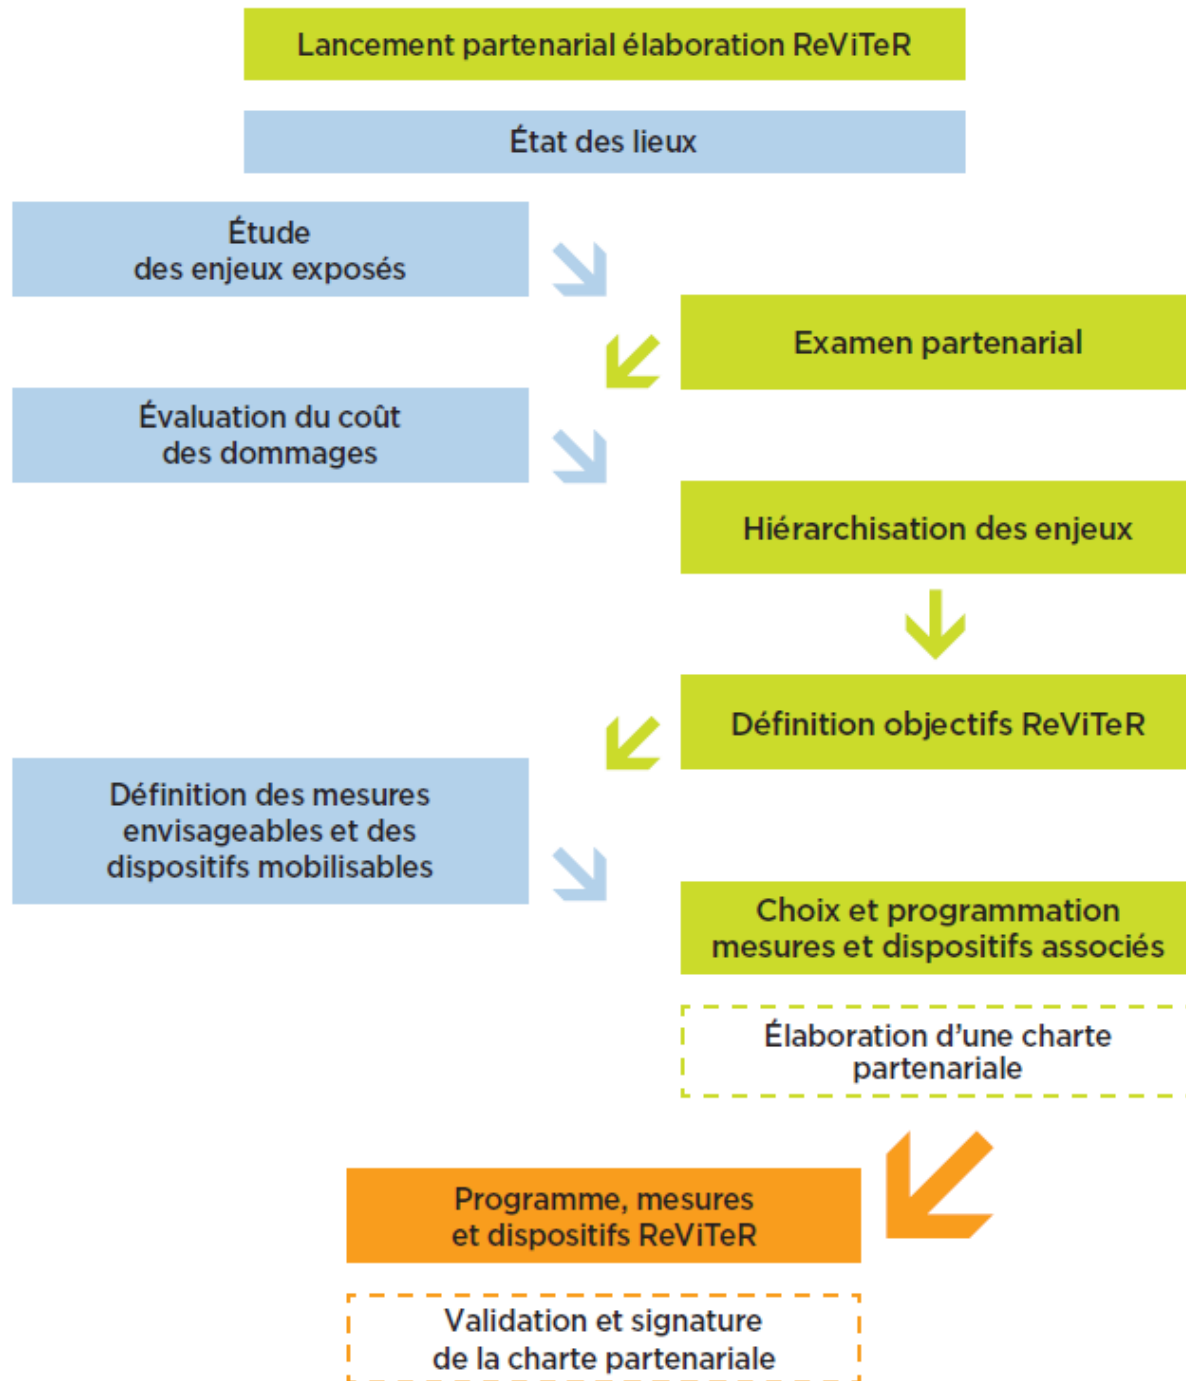 Lancement partenarial élaboration ReViTeR
État des lieux
Étude
des enjeux exposés
Examen partenarial
Évaluation du coût
des dommages
Hiérarchisation des enjeux
Définition objectifs ReViTeR
Définition des mesures
envisageables et des
dispositifs mobilisables
Choix et programmation
mesures et dispositifs associés
Élaboration d’une charte
partenariale
Programme, mesures
et dispositifs ReViTeR
Validation et signature
de la charte partenariale